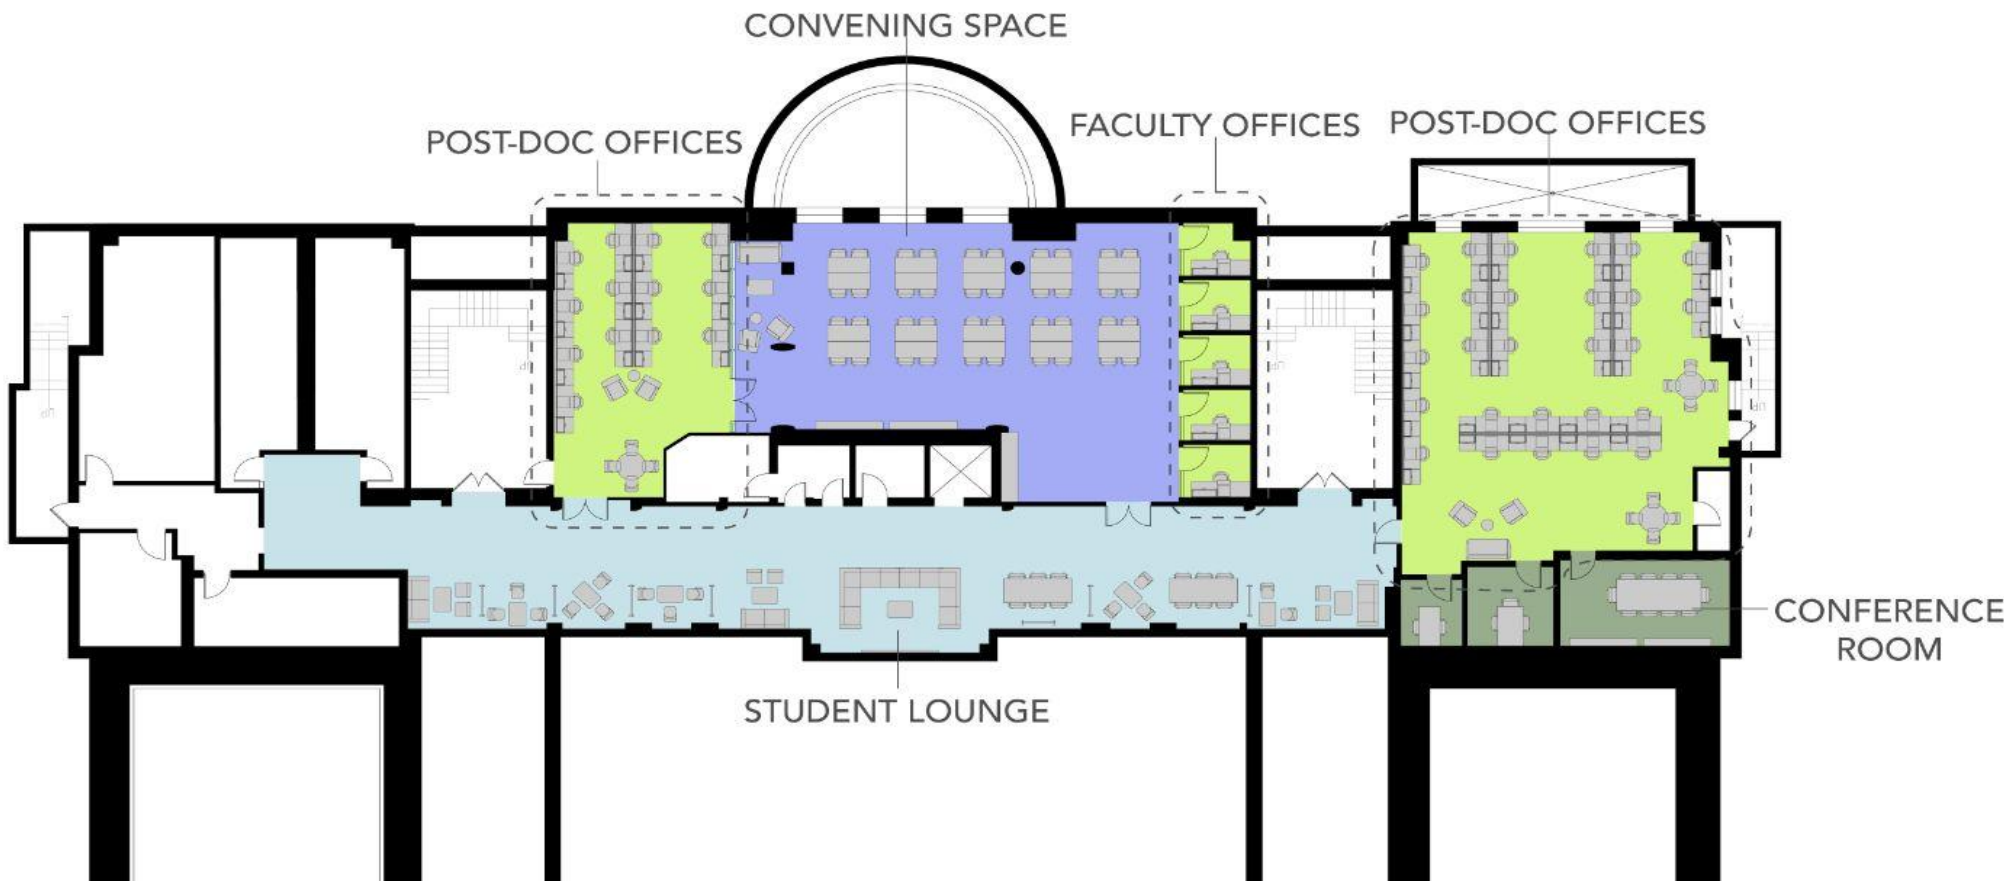 CONVENING SPACE
POST-DOC OFFICES
FACULTY OFFICES
POST-DOC OFFICES
CONFERENCE
ROOM
STUDENT LOUNGE